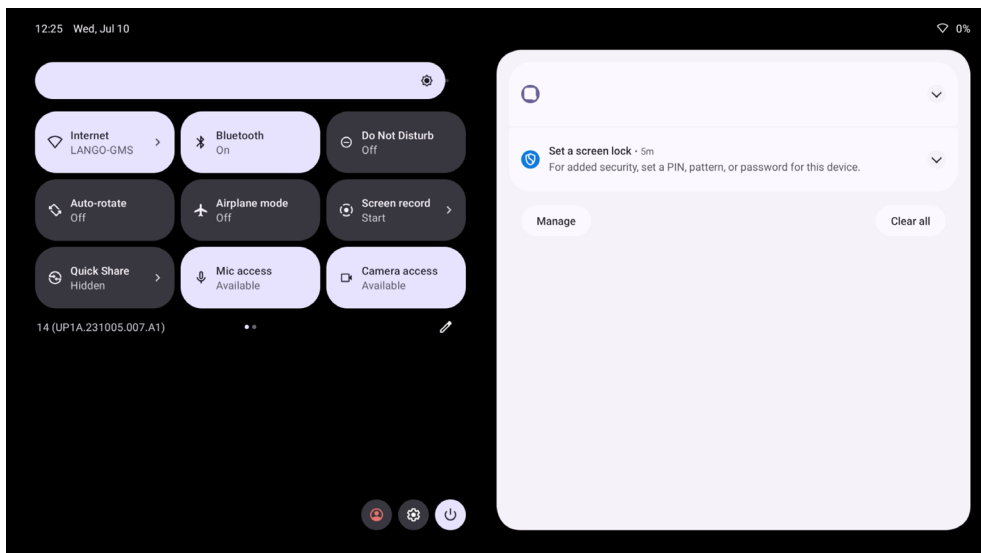 12:25 Wed, Jul 10
0%
Internet
LANGO-GMS
Bluetooth
On
Do Not Disturb
Off
Auto-rotate
Off
Airplane mode
Off
Screen record
Start
Quick Share
Hidden
Mic access
Available
Camera access
Available
14 (UP1A.231005.007.A1)
Set a screen lock · 5m
For added security, set a PIN, pattern, or password for this device.
Manage
Clear all